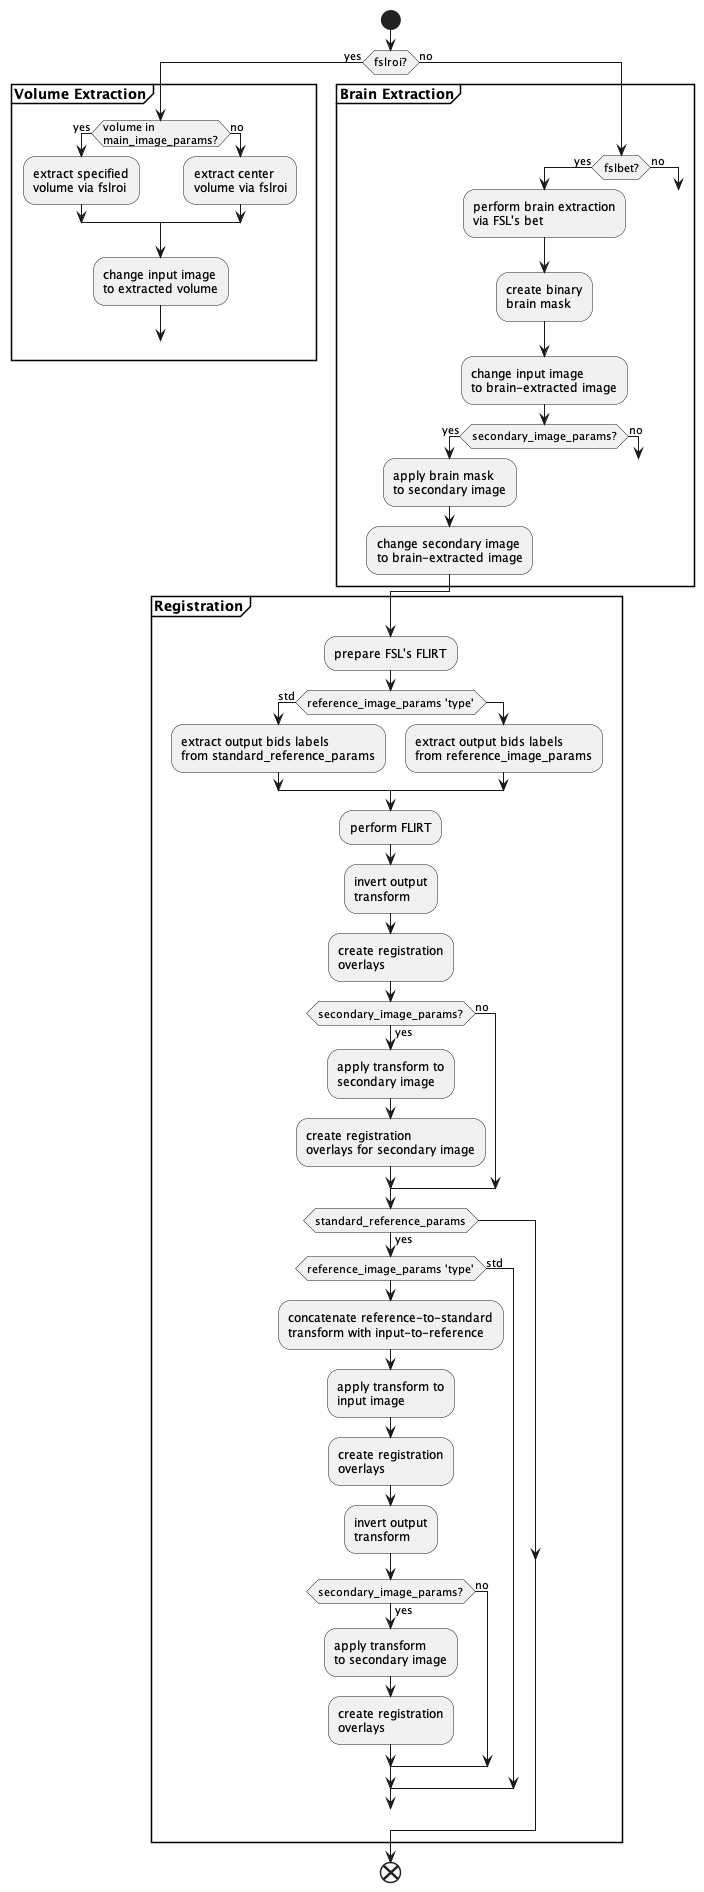 yes
fslroi?
no
Volume Extraction
yes
volume in
main_image_params?
no
extract specified
volume via fslroi
extract center
volume via fslroi
change input image
to extracted volume
Brain Extraction
yes
fslbet?
no
perform brain extraction
via FSL's bet
create binary
brain mask
change input image
to brain-extracted image
yes
secondary_image_params?
no
apply brain mask
to secondary image
change secondary image
to brain-extracted image
Registration
prepare FSL's FLIRT
std
reference_image_params 'type'
extract output bids labels
from standard_reference_params
extract output bids labels
from reference_image_params
perform FLIRT
invert output
transform
create registration
overlays
secondary_image_params?
no
yes
apply transform to
secondary image
create registration
overlays for secondary image
standard_reference_params
yes
reference_image_params 'type'
std
concatenate reference-to-standard
transform with input-to-reference
apply transform to
input image
create registration
overlays
invert output
transform
secondary_image_params?
no
yes
apply transform
to secondary image
create registration
overlays